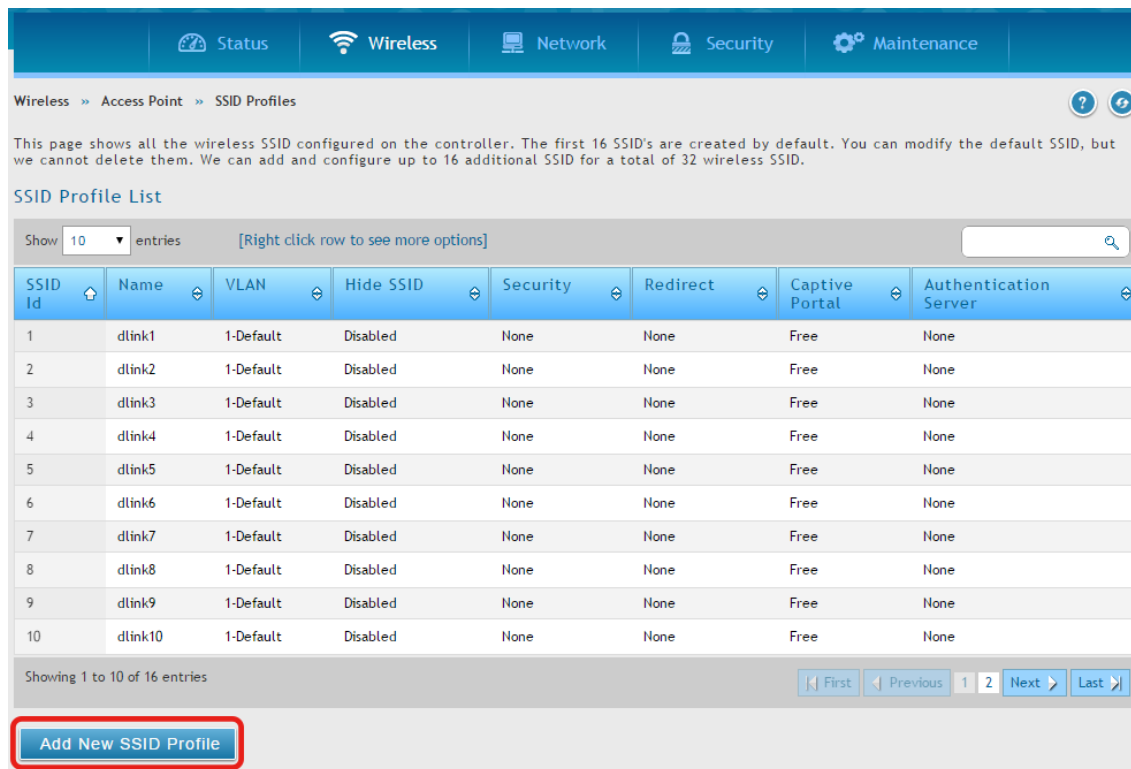 Status Wireless Network Security Maintenance
Wireless » Access Point » SSID Profiles
This page shows all the wireless SSID configured on the controller. The first 16 SSID's are created by default. You can modify the default SSID, but
we cannot delete them. We can add and configure up to 16 additional SSID for a total of 32 wireless SSID.
SSID Profile List
Show 10 entries [Right click row to see more options]
SSID Id Name VLAN Hide SSID Security Redirect Captive Portal Authentication Server
1 dlink1 1-Default Disabled None None Free None
2 dlink2 1-Default Disabled None None Free None
3 dlink3 1-Default Disabled None None Free None
4 dlink4 1-Default Disabled None None Free None
5 dlink5 1-Default Disabled None None Free None
6 dlink6 1-Default Disabled None None Free None
7 dlink7 1-Default Disabled None None Free None
8 dlink8 1-Default Disabled None None Free None
9 dlink9 1-Default Disabled None None Free None
10 dlink10 1-Default Disabled None None Free None
Showing 1 to 10 of 16 entries First Previous 1 2 Next Last
Add New SSID Profile